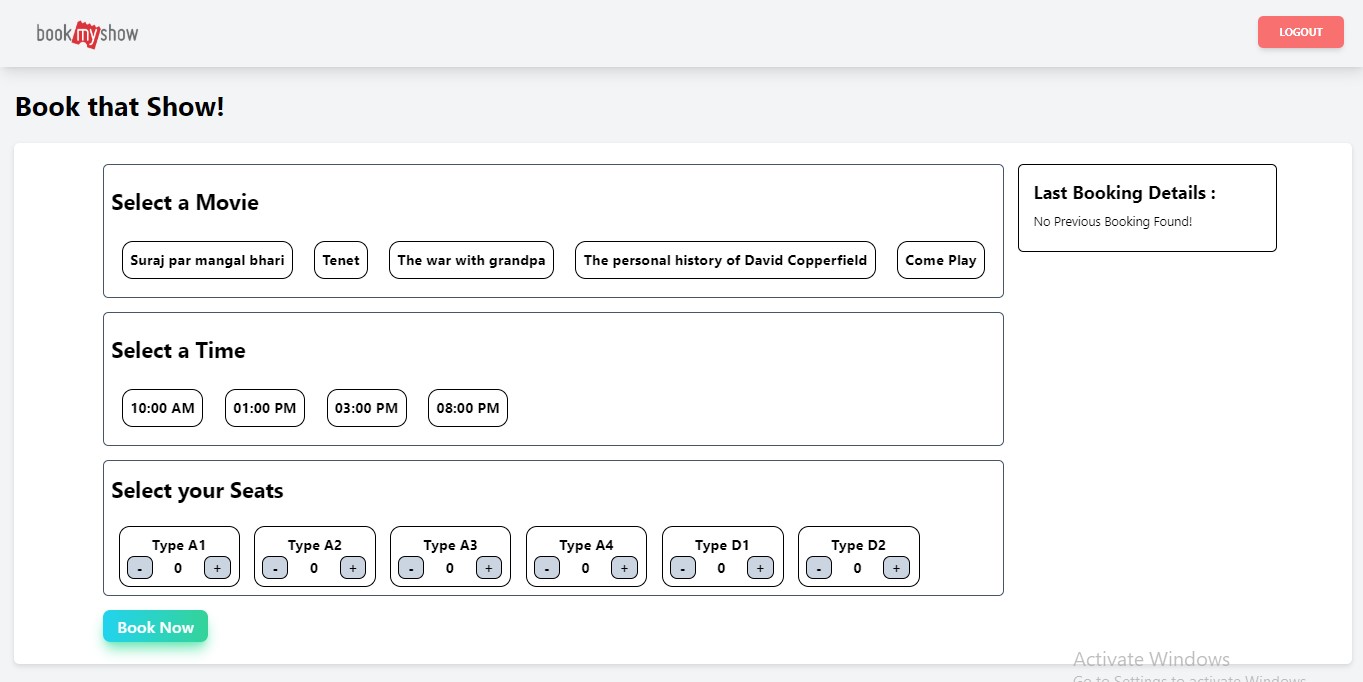 bookmyshow
LOGOUT
Book that Show!
Select a Movie
Suraj par mangal bhari Tenet The war with grandpa The personal history of David Copperfield Come Play
Last Booking Details :
No Previous Booking Found!
Select a Time
10:00 AM 01:00 PM 03:00 PM 08:00 PM
Select your Seats
Type A1 Type A2 Type A3 Type A4 Type D1 Type D2
- 0 + - 0 + - 0 + - 0 + - 0 + - 0 +
Book Now
Activate Windows
Go to Settings to activate Windows.